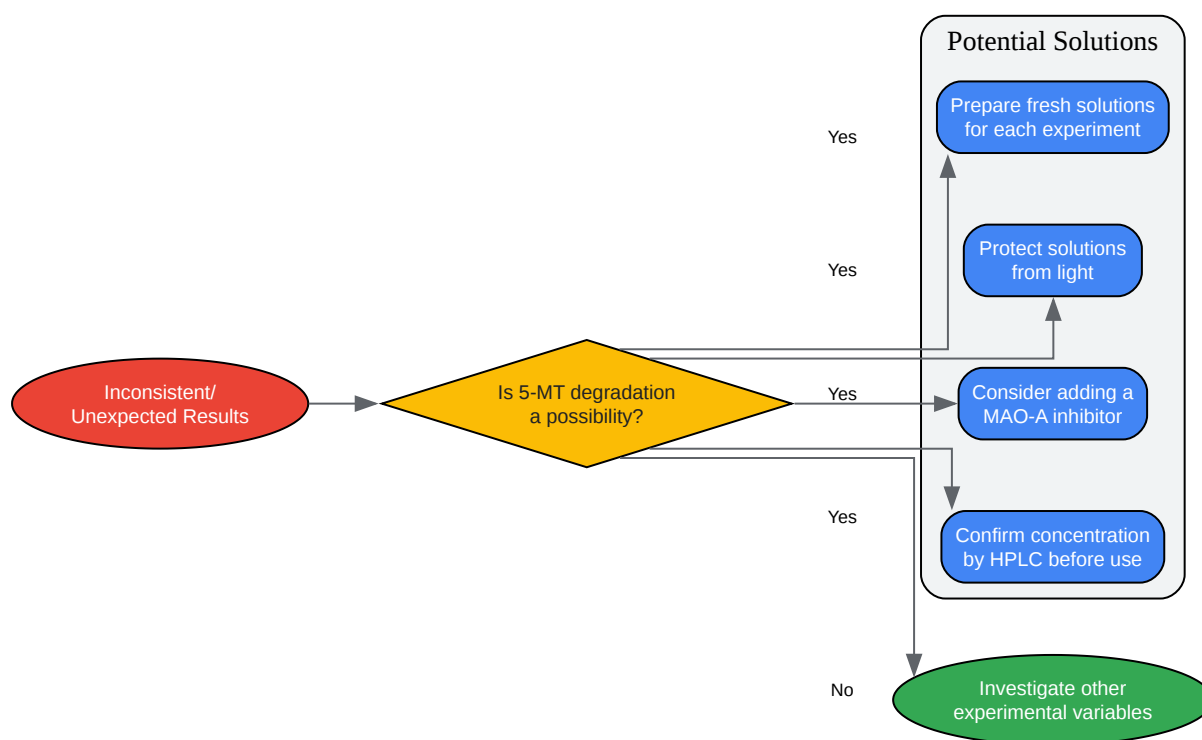 Potential Solutions
Prepare fresh solutions
for each experiment
Yes
Protect solutions
from light
Yes
Inconsistent/
Unexpected Results
Is 5-MT degradation
a possibility?
Yes
Consider adding a
MAO-A inhibitor
Yes
Confirm concentration
by HPLC before use
No
Investigate other
experimental variables